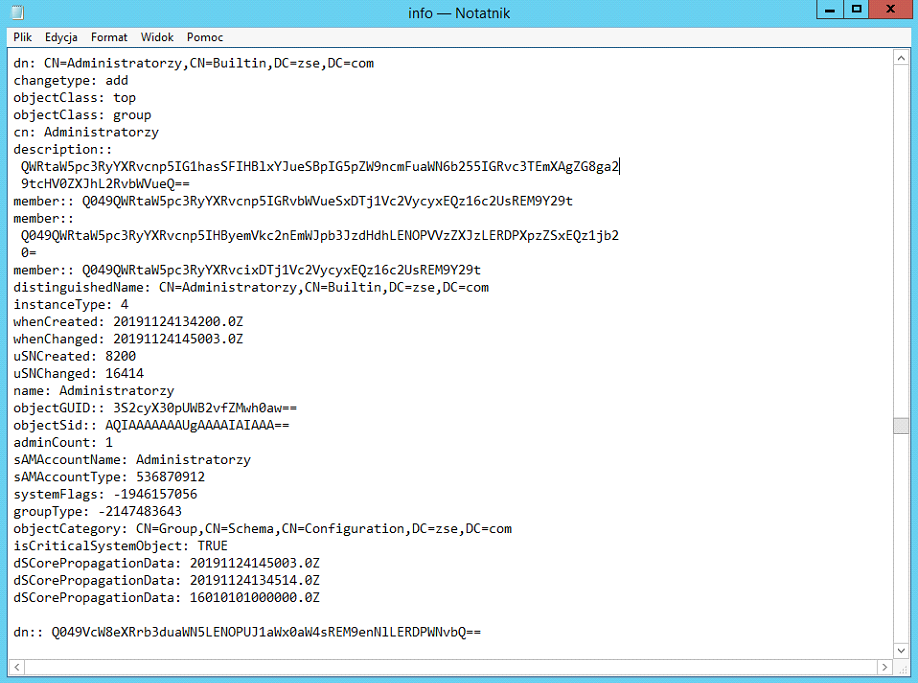 info — Notatnik
Plik Edycja Format Widok Pomoc
dn: CN=Administratorzy,CN=Builtin,DC=zse,DC=com
changetype: add
objectClass: top
objectClass: group
cn: Administratorzy
description::
QWRtaW5pc3RyYXRvcnp5IG1hasSFIHBlxYJueSBpIG5pZW9ncmFuaWN6b255IGRvc3TEmXAgZG8ga2
9tcHV0ZXJhL2RvbWVueQ==
member:: Q049QWRtaW5pc3RyYXRvcnp5IGRvbWVueSxDTj1Vc2VycyxEQz16c2UsREM9Y29t
member::
Q049QWRtaW5pc3RyYXRvcnp5IHByemVkc2nEmWJpb3JzdHdhLENOPVVzZXJzLERDPXpzZSxEQz1jb2
0=
member:: Q049QWRtaW5pc3RyYXRvcixDTj1Vc2VycyxEQz16c2UsREM9Y29t
distinguishedName: CN=Administratorzy,CN=Builtin,DC=zse,DC=com
instanceType: 4
whenCreated: 20191124134200.0Z
whenChanged: 20191124145003.0Z
uSNCreated: 8200
uSNChanged: 16414
name: Administratorzy
objectGUID:: 3S2cyX30pUWB2vfZMwh0aw==
objectSid:: AQIAAAAAAAUgAAAAIAIAAA==
adminCount: 1
sAMAccountName: Administratorzy
sAMAccountType: 536870912
systemFlags: -1946157056
groupType: -2147483643
objectCategory: CN=Group,CN=Schema,CN=Configuration,DC=zse,DC=com
isCriticalSystemObject: TRUE
dSCorePropagationData: 20191124145003.0Z
dSCorePropagationData: 20191124134514.0Z
dSCorePropagationData: 16010101000000.0Z
dn:: Q049VcW8eXRrb3duaWN5LENOPUJ1aWx0aW4sREM9enNlLERDPWNvbQ==